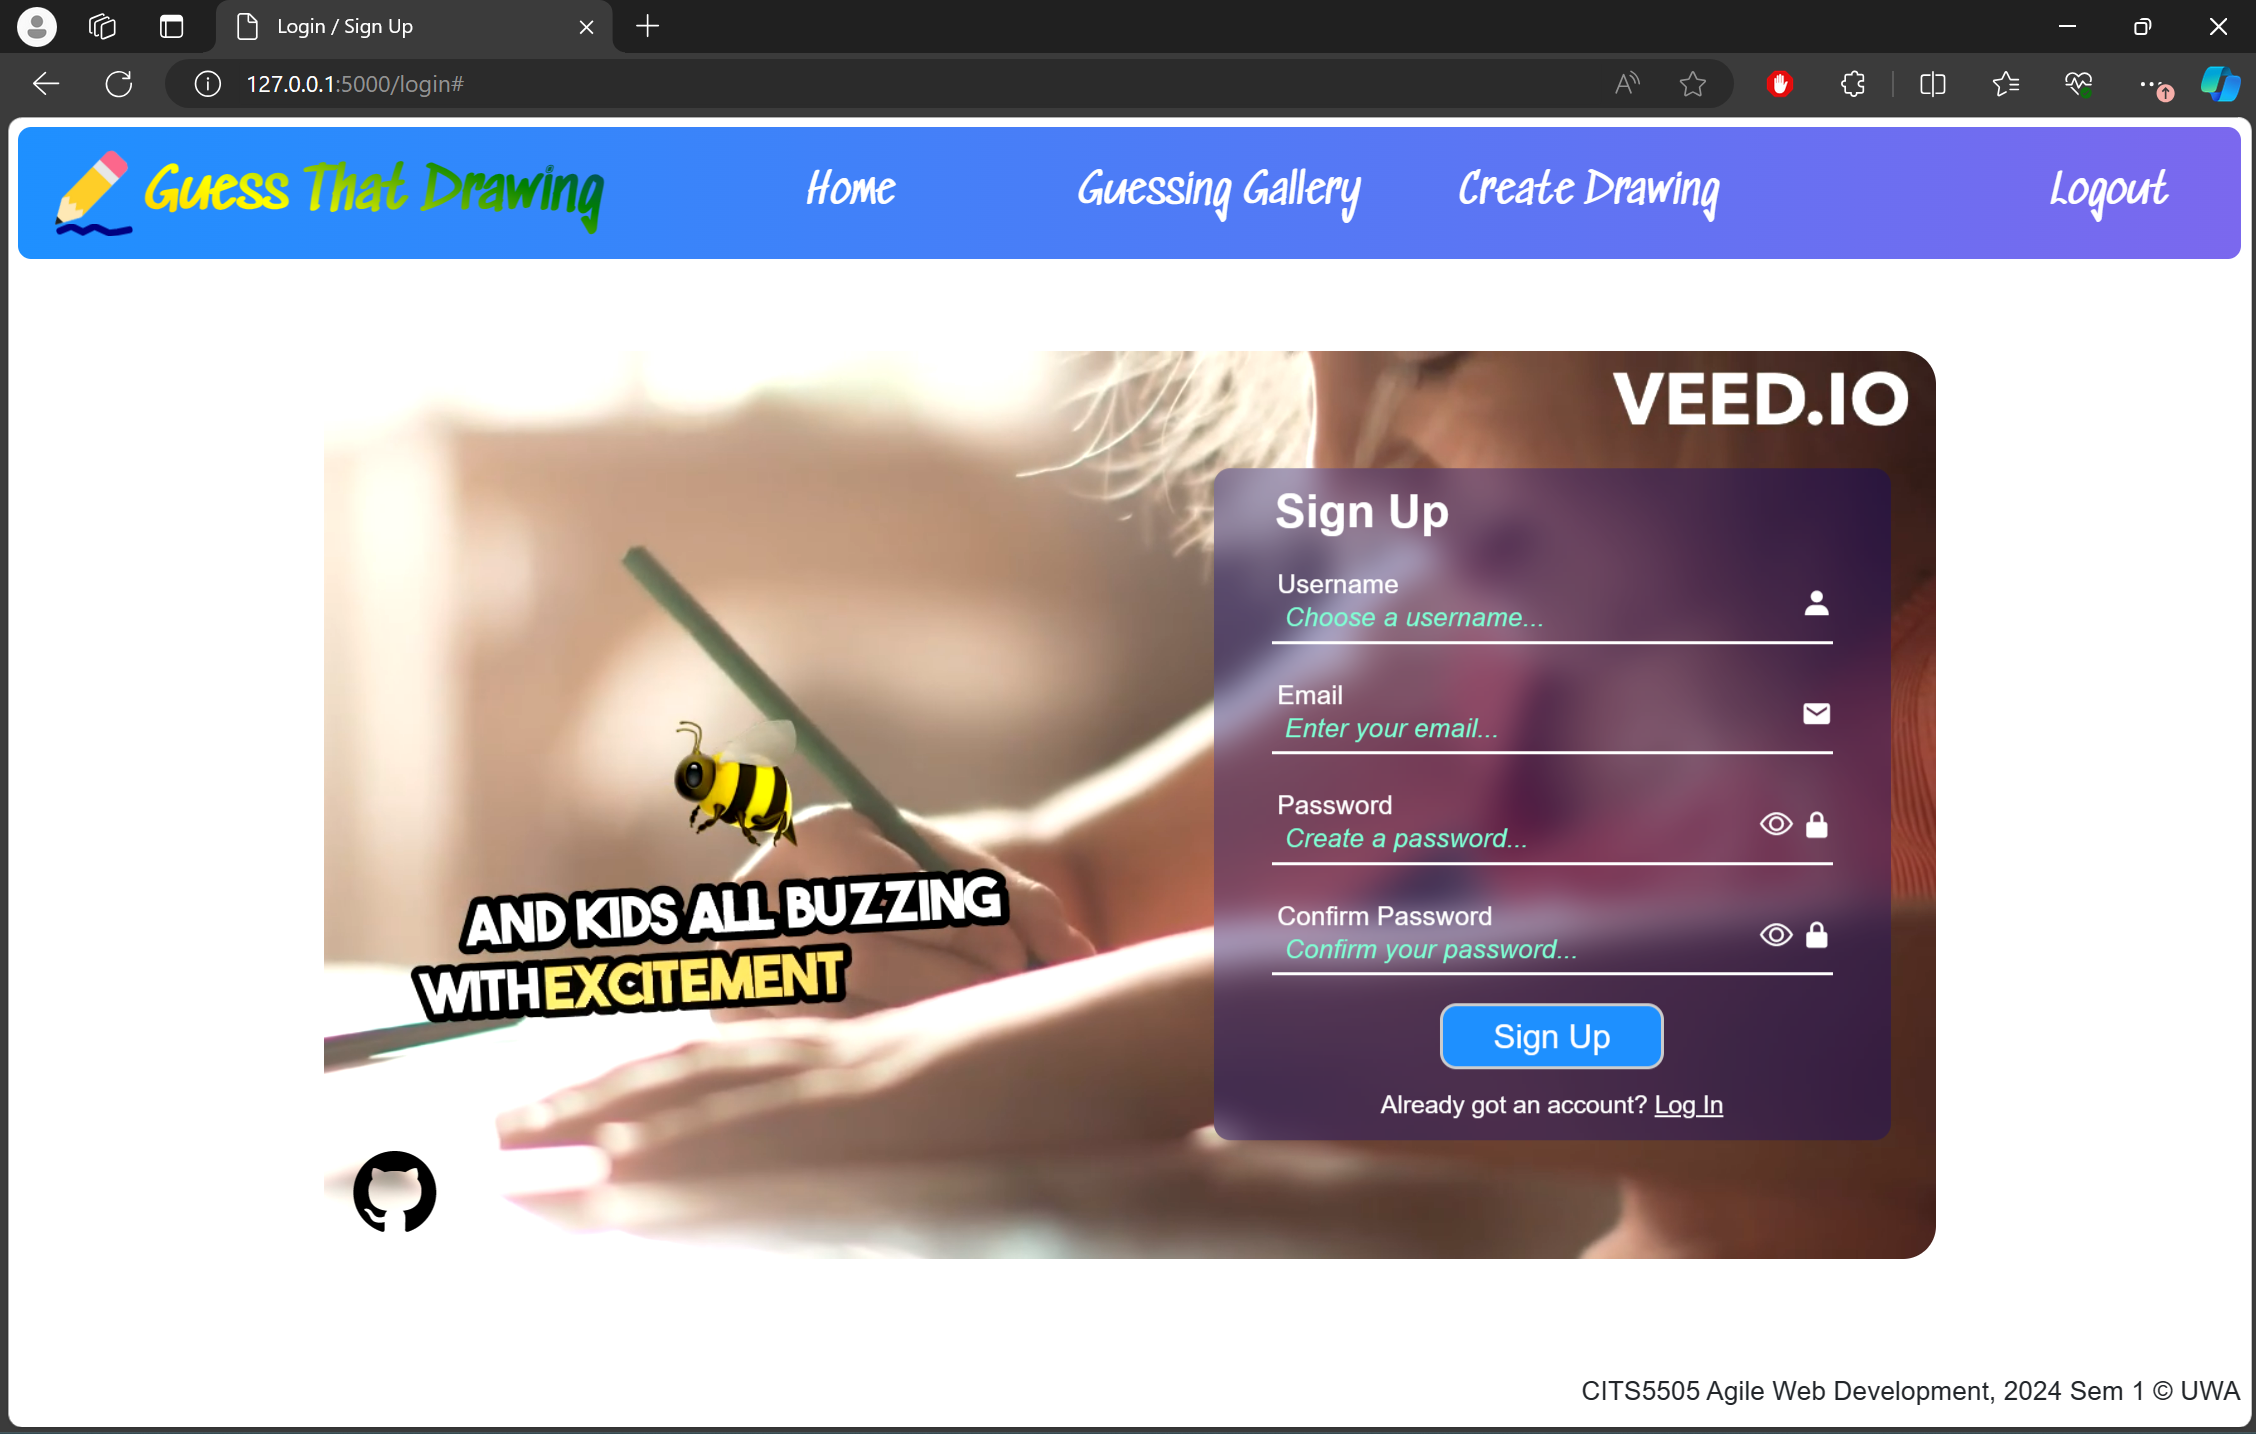 Login / Sign Up
127.0.0.1:5000/login#
Guess That Drawing
Home
Guessing Gallery
Create Drawing
Logout
VEED.IO
AND KIDS ALL BUZZING
WITH EXCITEMENT
Sign Up
Username
Choose a username...
Email
Enter your email...
Password
Create a password...
Confirm Password
Confirm your password...
Sign Up
Already got an account? Log In
CITS5505 Agile Web Development, 2024 Sem 1 © UWA